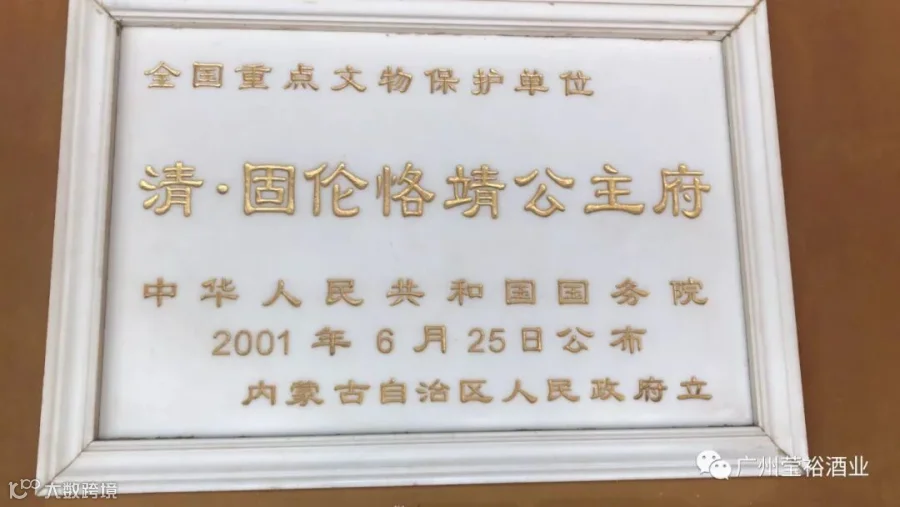 全国重点文物保护单位
清·固伦恪靖公主府
中华人民共和国国务院
2001年6月25日公布
内蒙古自治区人民政府立
广州莹裕酒业
大数跨境